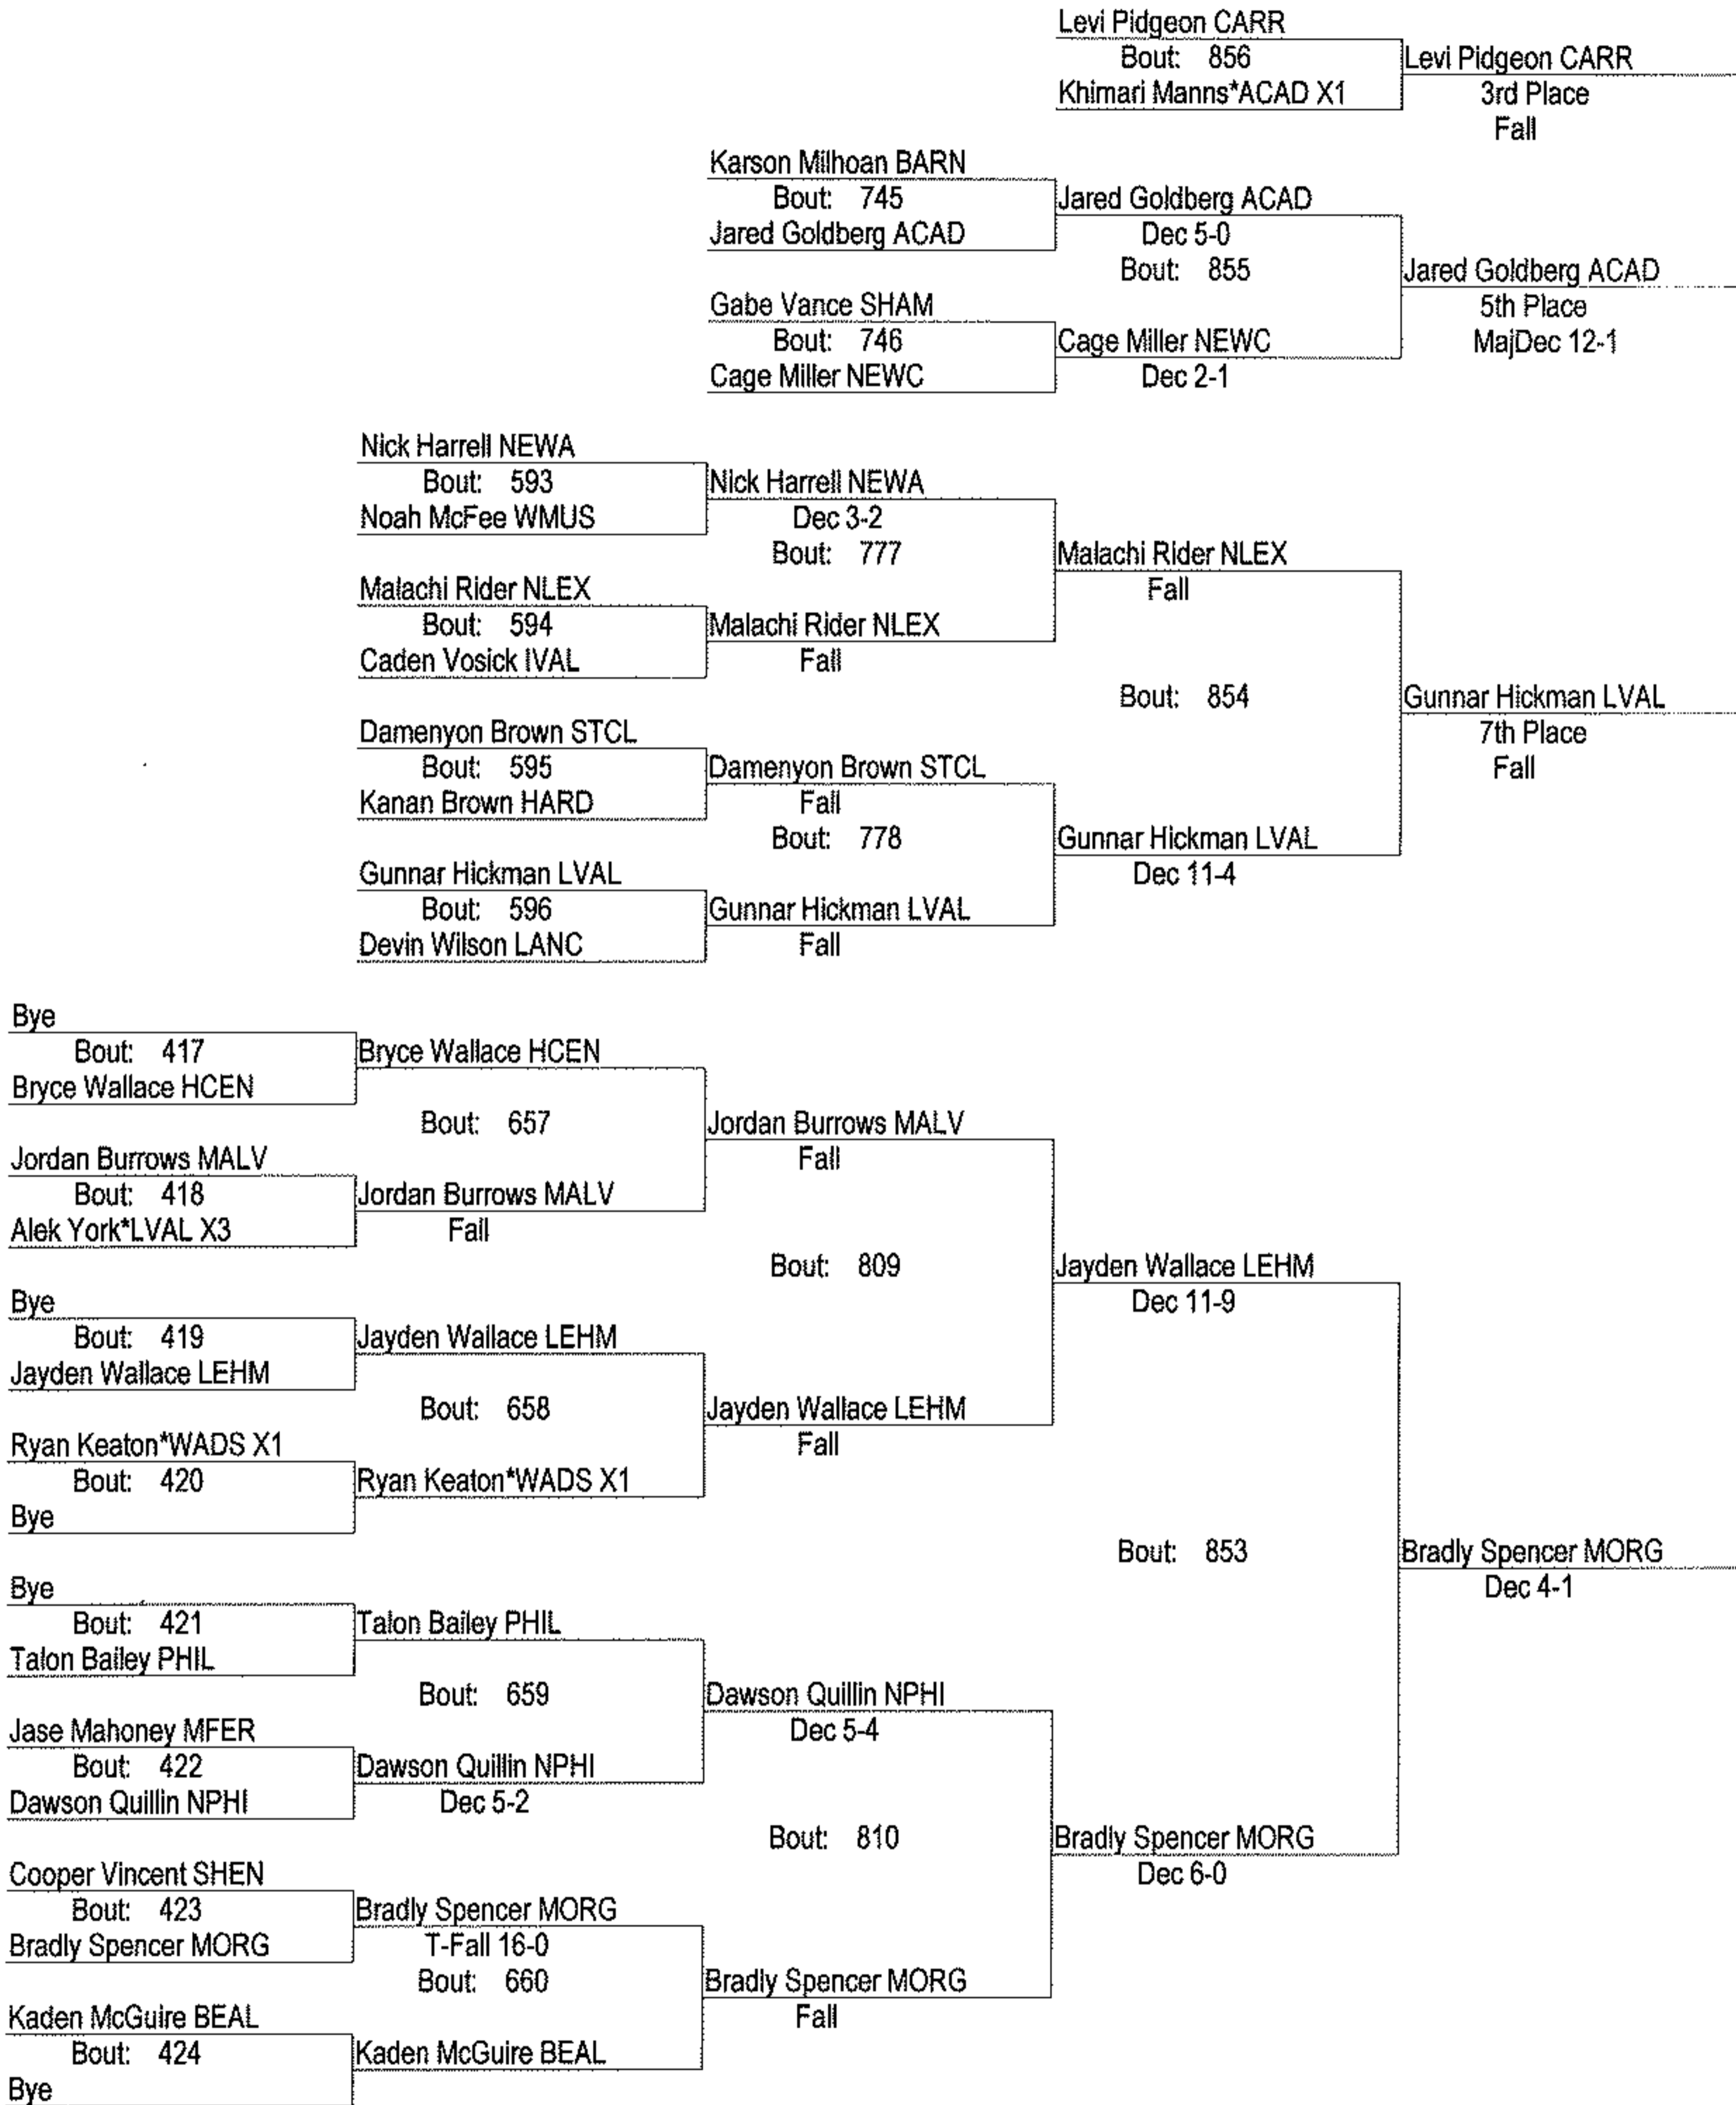 Levi Pidgeon CARR
Bout: 856
Levi Pidgeon CARR
Khimari Manns*ACAD X1
3rd Place
Fall
Karson Milhoan BARN
Bout: 745
Jared Goldberg ACAD
Jared Goldberg ACAD
Dec 5-0
Bout: 855
Jared Goldberg ACAD
Gabe Vance SHAM
5th Place
Bout: 746
Cage Miller NEWC
MajDec 12-1
Cage Miller NEWC
Dec 2-1
Nick Harrell NEWA
Bout: 593
Nick Harrell NEWA
Noah McFee WMUS
Dec 3-2
Bout: 777
Malachi Rider NLEX
Malachi Rider NLEX
Fall
Bout: 594
Malachi Rider NLEX
Caden Vosick IVAL
Fall
Bout: 854
Gunnar Hickman LVAL
Damenyon Brown STCL
7th Place
Bout: 595
Damenyon Brown STCL
Fall
Kanan Brown HARD
Fall
Bout: 778
Gunnar Hickman LVAL
Gunnar Hickman LVAL
Dec 11-4
Bout: 596
Gunnar Hickman LVAL
Devin Wilson LANC
Fall
Bye
Bout: 417
Bryce Wallace HCEN
Bryce Wallace HCEN
Bout: 657
Jordan Burrows MALV
Jordan Burrows MALV
Fall
Bout: 418
Jordan Burrows MALV
Alek York*LVAL X3
Fall
Bout: 809
Jayden Wallace LEHM
Bye
Dec 11-9
Bout: 419
Jayden Wallace LEHM
Jayden Wallace LEHM
Bout: 658
Jayden Wallace LEHM
Ryan Keaton*WADS X1
Fall
Bout: 420
Ryan Keaton*WADS X1
Bye
Bout: 853
Bradly Spencer MORG
Bye
Dec 4-1
Bout: 421
Talon Bailey PHIL
Talon Bailey PHIL
Bout: 659
Dawson Quillin NPHI
Jase Mahoney MFER
Dec 5-4
Bout: 422
Dawson Quillin NPHI
Dawson Quillin NPHI
Dec 5-2
Bout: 810
Bradly Spencer MORG
Cooper Vincent SHEN
Dec 6-0
Bout: 423
Bradly Spencer MORG
Bradly Spencer MORG
T-Fall 16-0
Bout: 660
Bradly Spencer MORG
Kaden McGuire BEAL
Fall
Bout: 424
Kaden McGuire BEAL
Bye